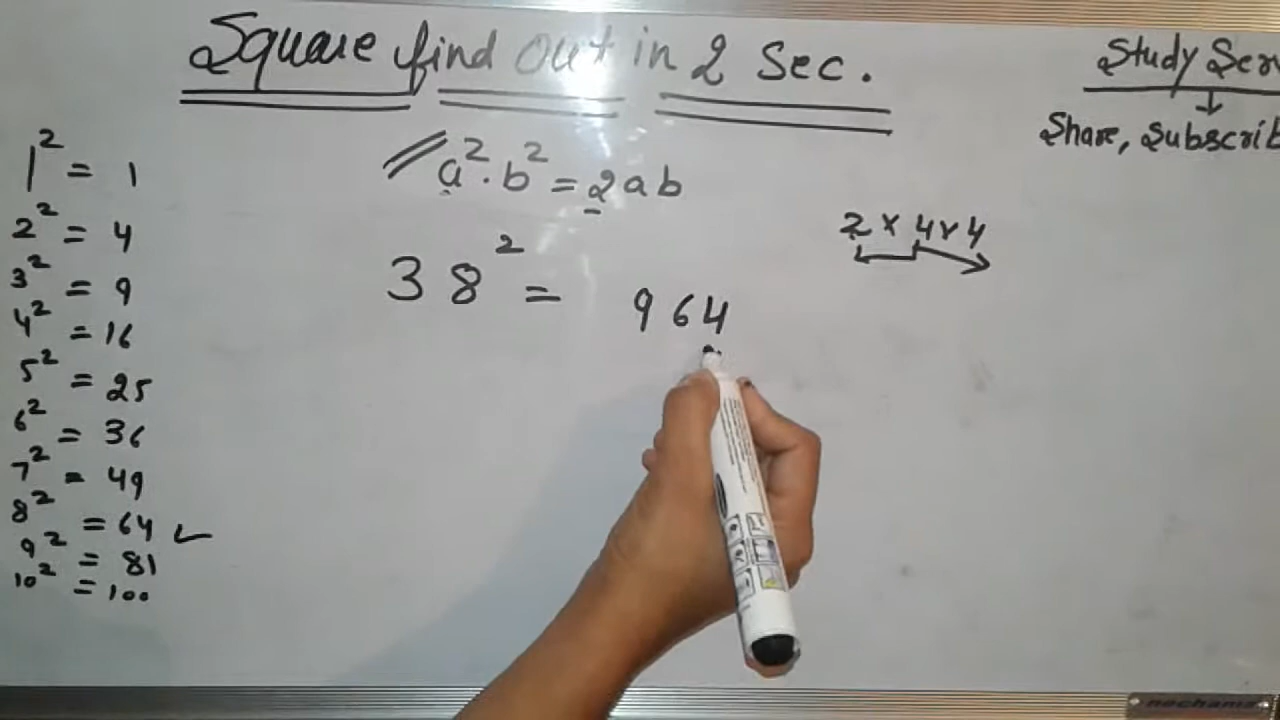 Square find out in 2 Sec.
Study Ser
Share, Subscrib
a² . b² = 2ab
38² = 964
2 × 4 × 4
1² = 1
2² = 4
3² = 9
4² = 16
5² = 25
6² = 36
7² = 49
8² = 64
9² = 81
10² = 100